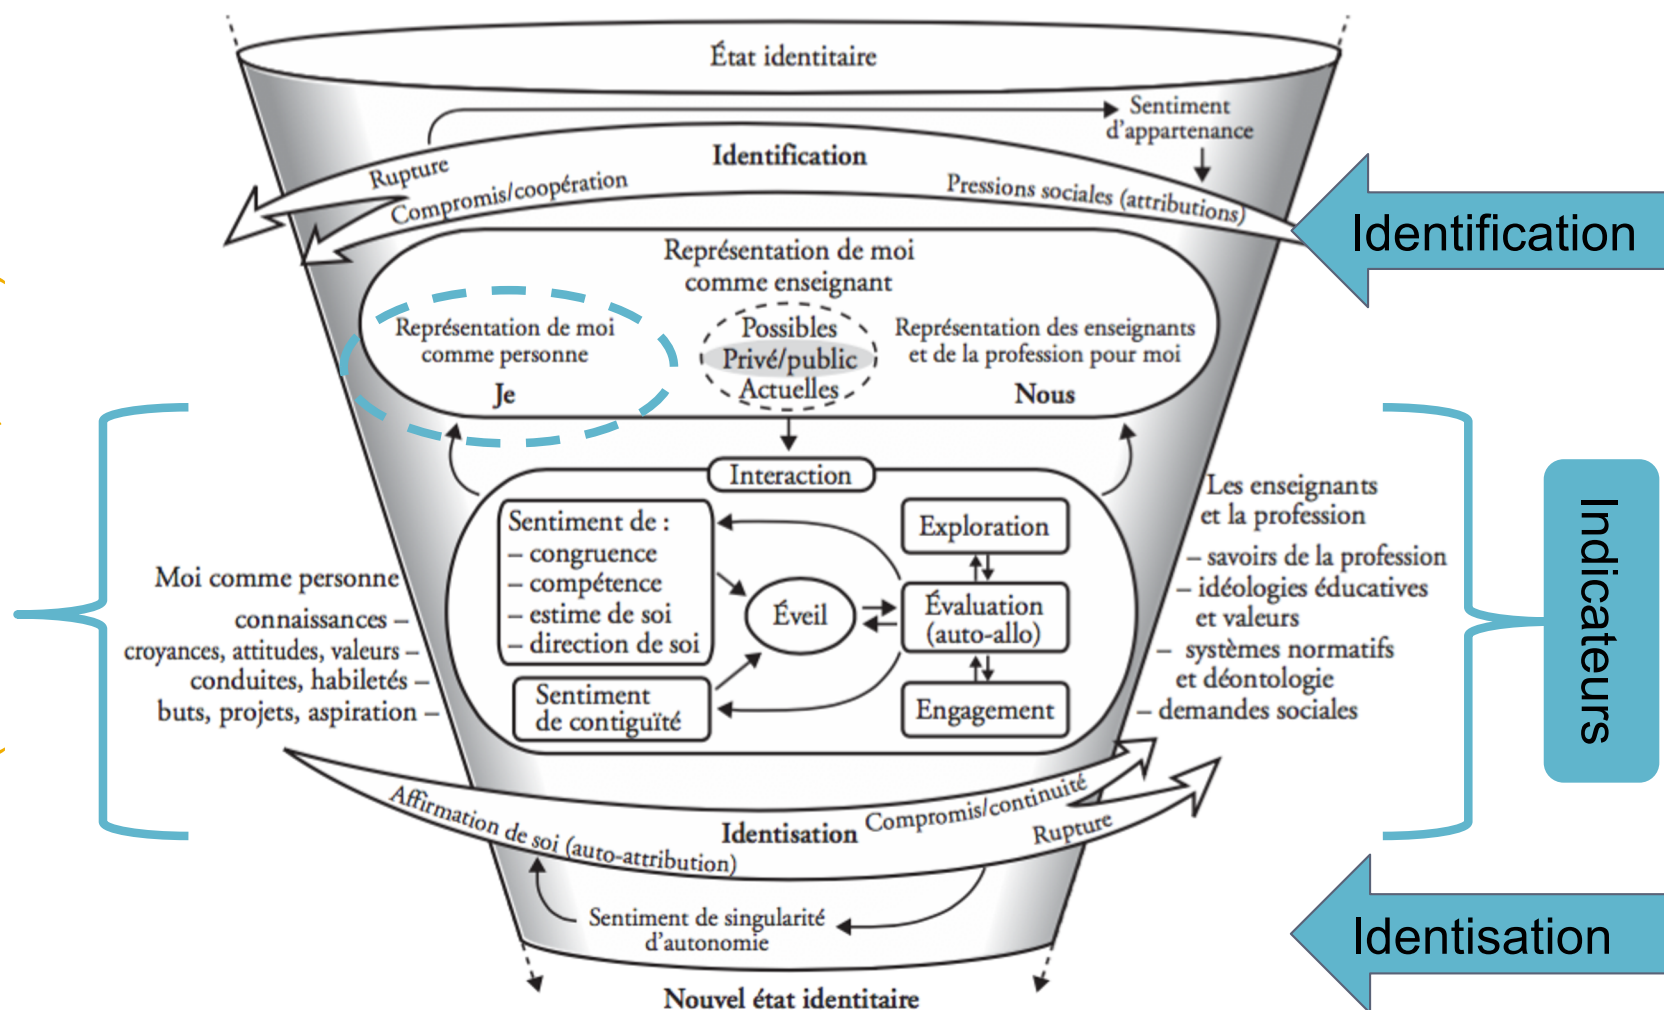 État identitaire
Sentiment
d'appartenance
Rupture
Identification
Compromis/coopération
Pressions sociales (attributions)
Identification
Représentation de moi
comme enseignant
Représentation de moi
comme personne
Je
Possibles
Privé/public
Actuelles
Représentation des enseignants
et de la profession pour moi
Nous
Interaction
Sentiment de :
– congruence
– compétence
– estime de soi
– direction de soi
Sentiment
de contiguïté
Éveil
Exploration
Évaluation
(auto-allo)
Engagement
Moi comme personne
connaissances –
croyances, attitudes, valeurs –
conduites, habiletés –
buts, projets, aspiration –
Les enseignants
et la profession
– savoirs de la profession
– idéologies éducatives
et valeurs
– systèmes normatifs
et déontologie
– demandes sociales
Indicateurs
Affirmation de soi (auto-attribution)
Identisation
Compromis/continuité
Rupture
Sentiment de singularité
d'autonomie
Identisation
Nouvel état identitaire